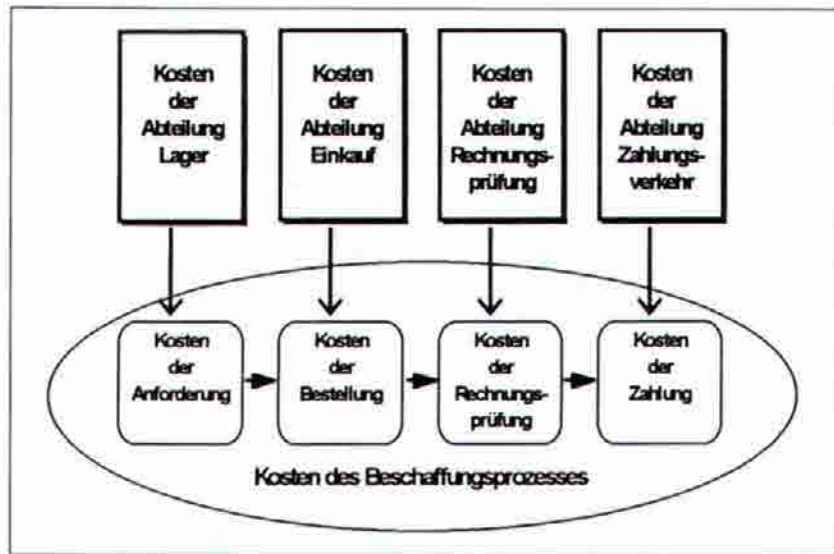 Kosten
der
Abteilung
Lager
Kosten
der
Abteilung
Einkauf
Kosten
der
Abteilung
Rechnungs-
prüfung
Kosten
der
Abteilung
Zahlungs-
verkehr
Kosten
der
Anforderung
Kosten
der
Bestellung
Kosten
der
Rechnungs-
prüfung
Kosten
der
Zahlung
Kosten des Beschaffungsprozesses